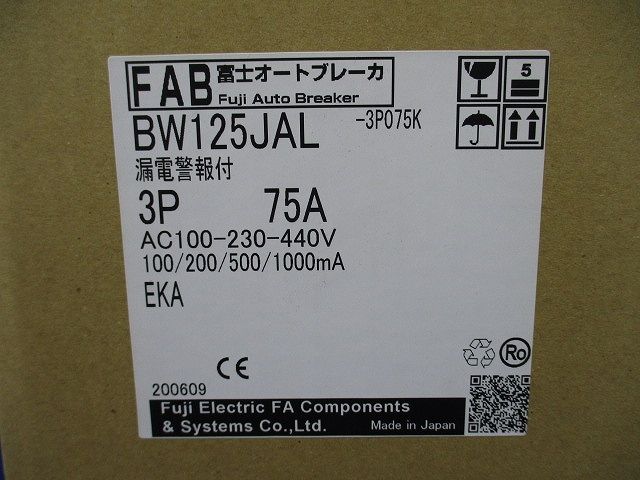 FAB 富士オートブレーカ
Fuji Auto Breaker
5
BW125JAL -3P075K
漏電警報付
3P 75A
AC100-230-440V
100/200/500/1000mA
EKA
CE
Ro
200609
Fuji Electric FA Components
& Systems Co.,Ltd. Made in Japan